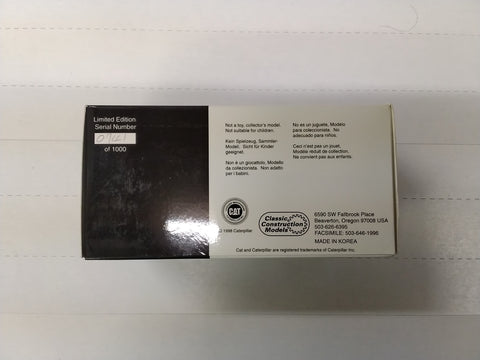 Limited Edition
Serial Number
0741
of 1000
Not a toy, collector's model.
Not suitable for children.
Kein Spielzeug, Sammler-
Modell, Sicht für Kinder
geeignet.
Non è un giocattolo, Modello
da collezionista. Non adatto
per i bambini.
No es un juguete, Modelo
para coleccionista. No
adecuado para niños.
Ceci n'est pas un jouet,
Modèle reduit de collection,
Ne convient pas aux enfants.
CAT
© 1998 Caterpillar
Classic
Construction
Models
6590 SW Fallbrook Place
Beaverton, Oregon 97008 USA
503-626-6395
FACSIMILE: 503-646-1996
MADE IN KOREA
Cat and Caterpillar are registered trademarks of Caterpillar Inc.